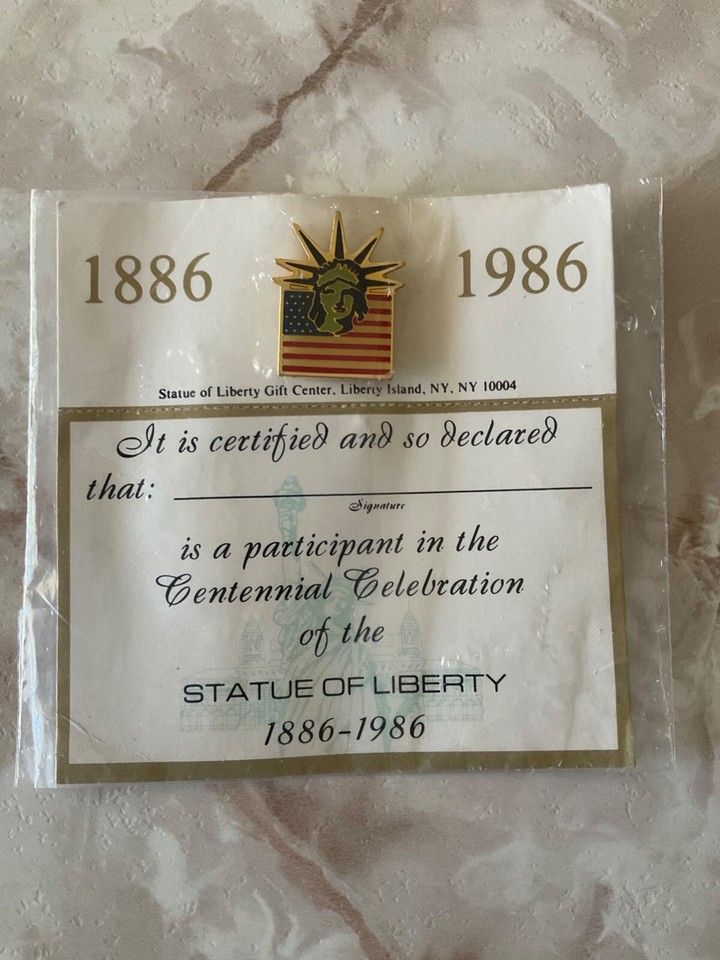 1886 1986
Statue of Liberty Gift Center, Liberty Island, NY, NY 10004
It is certified and so declared
that:
Signature
is a participant in the
Centennial Celebration
of the
STATUE OF LIBERTY
1886-1986